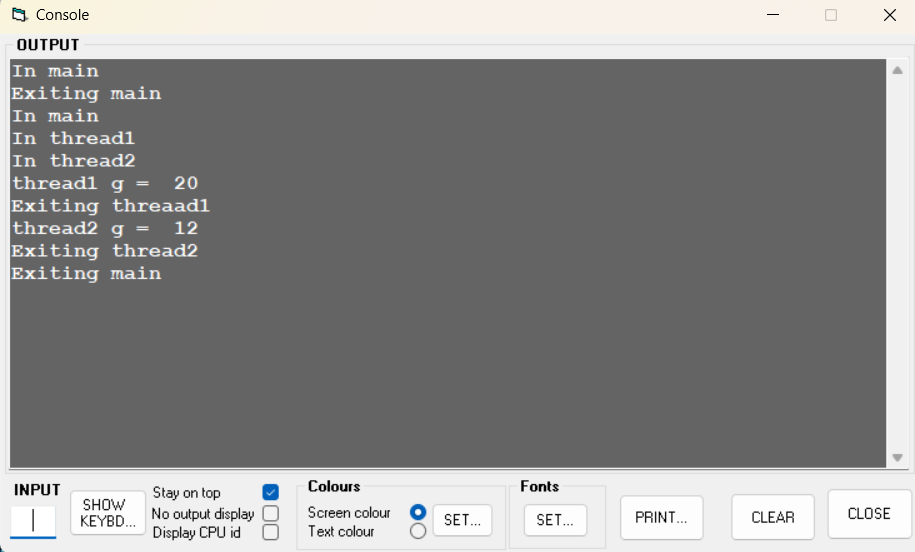 Console
OUTPUT
In main
Exiting main
In main
In thread1
In thread2
thread1 g =  20
Exiting threaad1
thread2 g =  12
Exiting thread2
Exiting main
INPUT
SHOW
KEYBD...
Stay on top
No output display
Display CPU id
Colours
Screen colour
Text colour
SET...
Fonts
SET...
PRINT...
CLEAR
CLOSE